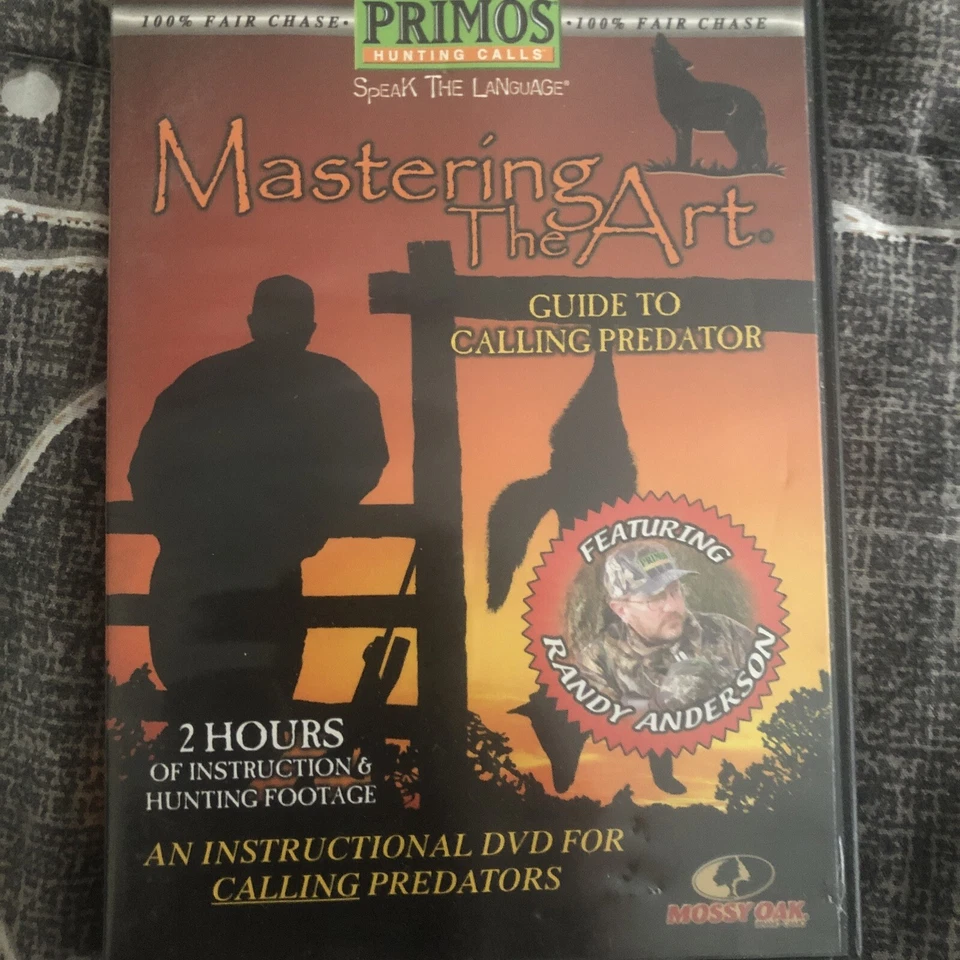 100% FAIR CHASE • PRIMOS • 100% FAIR CHASE
HUNTING CALLS
SPEAK THE LANGUAGE®
Mastering
The Art®
GUIDE TO
CALLING PREDATOR
FEATURING
PRIMOS
RANDY ANDERSON
2 HOURS
OF INSTRUCTION &
HUNTING FOOTAGE
AN INSTRUCTIONAL DVD FOR
CALLING PREDATORS
MOSSY OAK